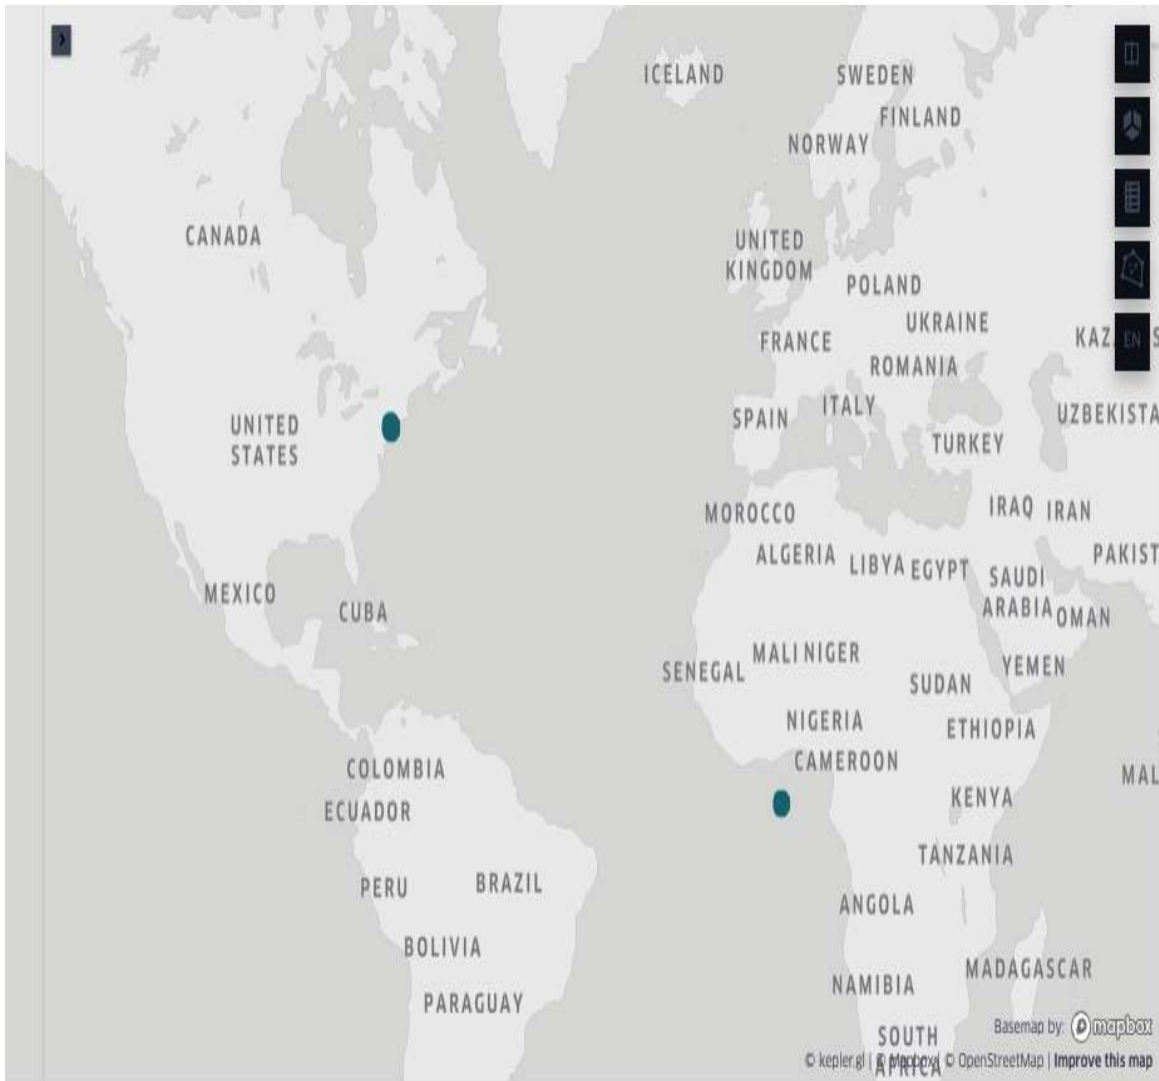 ICELAND
SWEDEN
FINLAND
NORWAY
CANADA
UNITED
KINGDOM
POLAND
UKRAINE
FRANCE
KAZ
S
EN
ROMANIA
UNITED
STATES
SPAIN
ITALY
UZBEKISTA
TURKEY
MOROCCO
IRAQ
IRAN
ALGERIA
LIBYA
EGYPT
PAKIST
SAUDI
ARABIA
OMAN
MEXICO
CUBA
SENEGAL
MALI
NIGER
YEMEN
SUDAN
NIGERIA
ETHIOPIA
CAMEROON
COLOMBIA
MAL
ECUADOR
KENYA
TANZANIA
PERU
BRAZIL
ANGOLA
BOLIVIA
MADAGASCAR
NAMIBIA
PARAGUAY
SOUTH
AFRICA
Basemap by: mapbox
© kepler.gl | © Mapbox | © OpenStreetMap | Improve this map